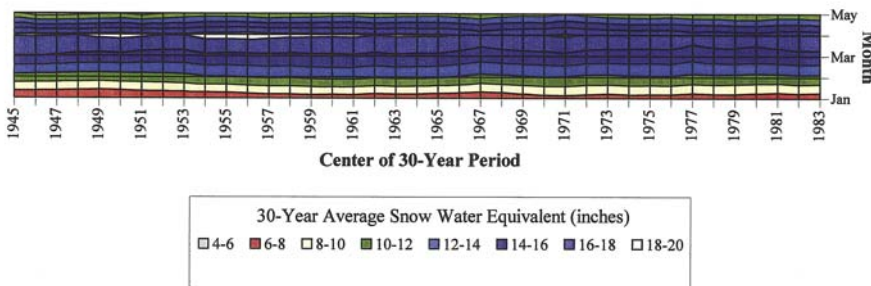 May
March
Jan
Month
1945 1947 1949 1951 1953 1955 1957 1959 1961 1963 1965 1967 1969 1971 1973 1975 1977 1979 1981 1983
Center of 30-Year Period
30-Year Average Snow Water Equivalent (inches)
4-6 6-8 8-10 10-12 12-14 14-16 16-18 18-20